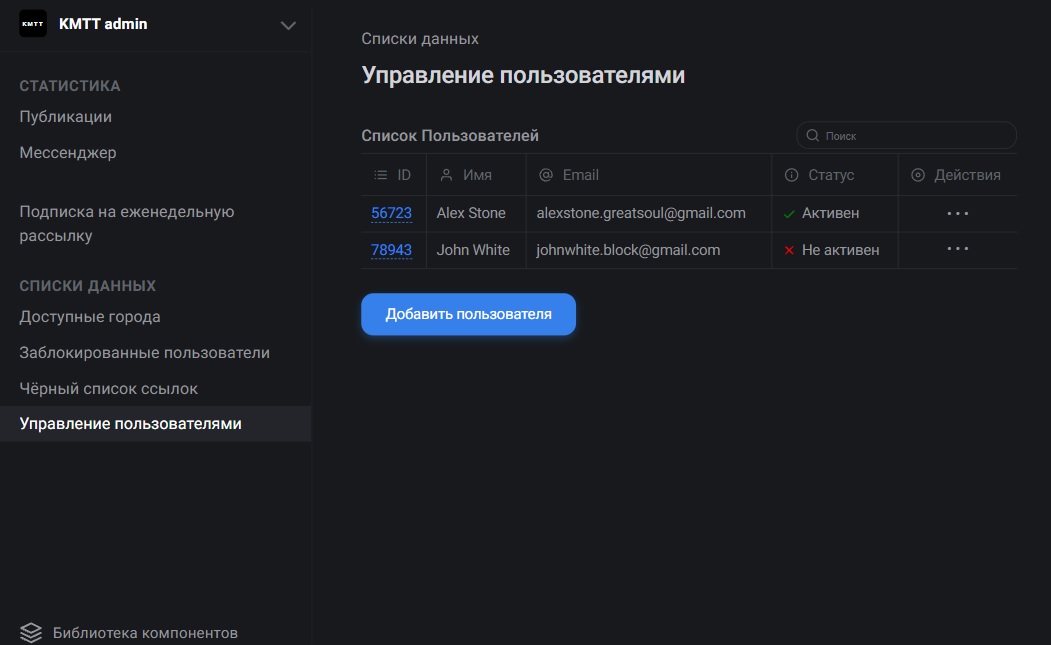 KMTT
KMTT admin
СТАТИСТИКА
Публикации
Мессенджер
Подписка на еженедельную
рассылку
СПИСКИ ДАННЫХ
Доступные города
Заблокированные пользователи
Чёрный список ссылок
Управление пользователями
Библиотека компонентов
Списки данных
Управление пользователями
Список Пользователей
Поиск
ID Имя Email Статус Действия
56723 Alex Stone alexstone.greatsoul@gmail.com Активен
78943 John White johnwhite.block@gmail.com Не активен
Добавить пользователя